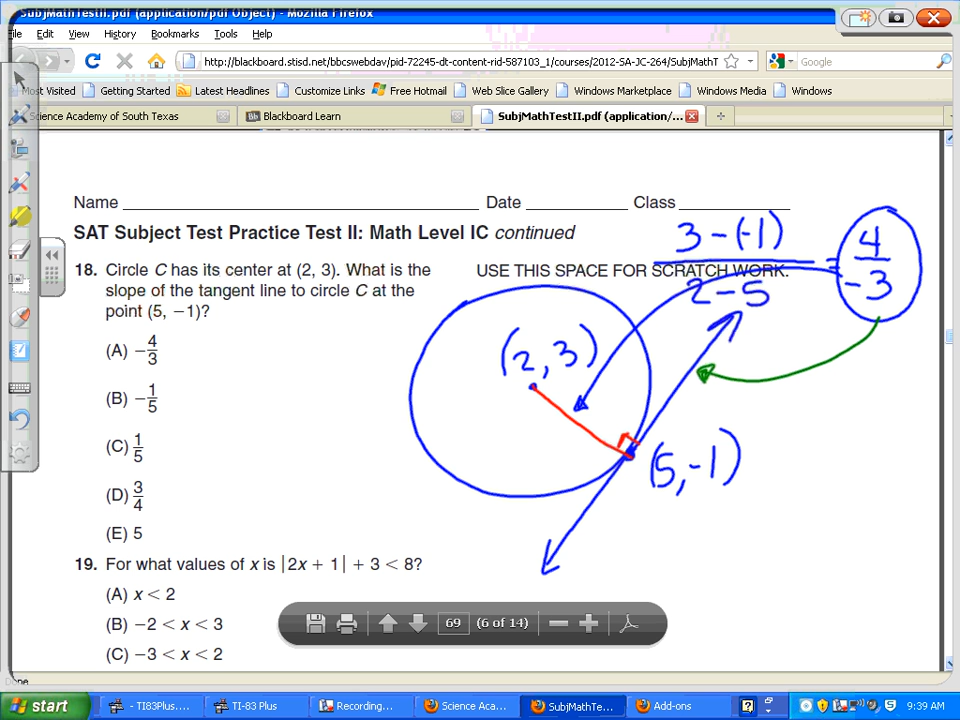 SubjMathTestII.pdf (application/pdf Object) - Mozilla Firefox
File Edit View History Bookmarks Tools Help
http://blackboard.stisd.net/bbcswebdav/pid-72245-dt-content-rid-587103_1/courses/2012-SA-JC-264/SubjMathT Google
Most Visited Getting Started Latest Headlines Customize Links Free Hotmail Web Slice Gallery Windows Marketplace Windows Media Windows
Science Academy of South Texas Blackboard Learn SubjMathTestII.pdf (application/...
Name Date Class
SAT Subject Test Practice Test II: Math Level IC continued
3 - (-1) / 2 - 5 = 4 / -3
18. Circle C has its center at (2, 3). What is the
slope of the tangent line to circle C at the
point (5, −1)?
USE THIS SPACE FOR SCRATCH WORK.
(2, 3)
(A) −4/3
(B) −1/5
(C) 1/5
(5, -1)
(D) 3/4
(E) 5
19. For what values of x is |2x + 1| + 3 < 8?
(A) x < 2
(B) −2 < x < 3
(C) −3 < x < 2
69 (6 of 14)
Done
start TI83Plus.... TI-83 Plus Recording... Science Aca... SubjMathTe... Add-ons 9:39 AM